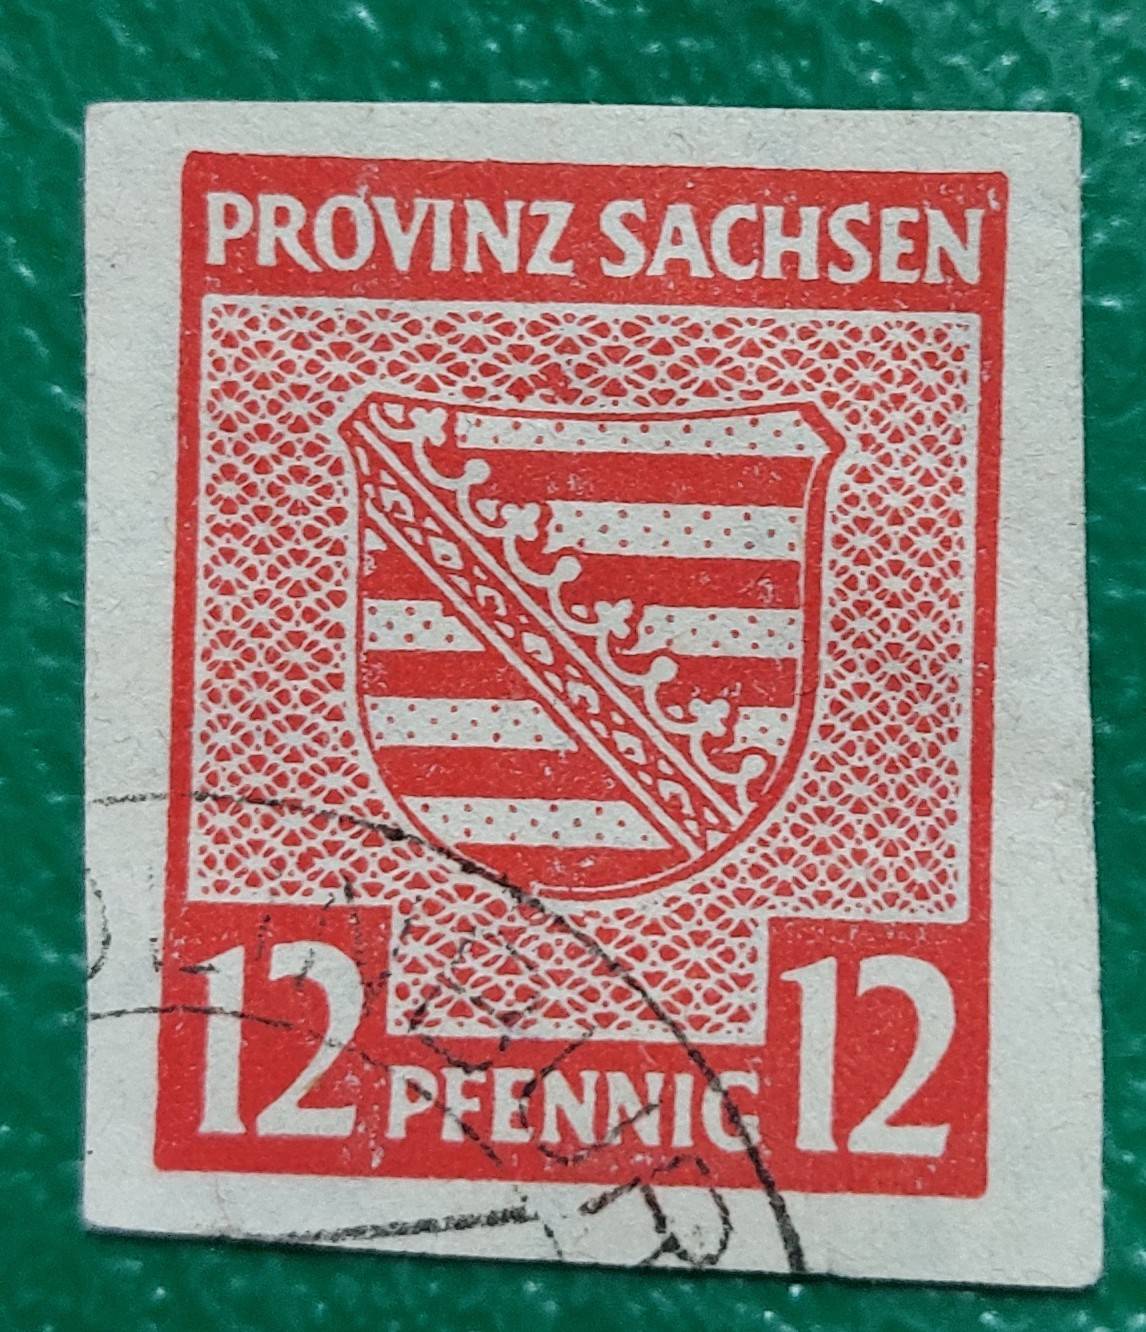 PROVINZ SACHSEN
12 PFENNIG 12